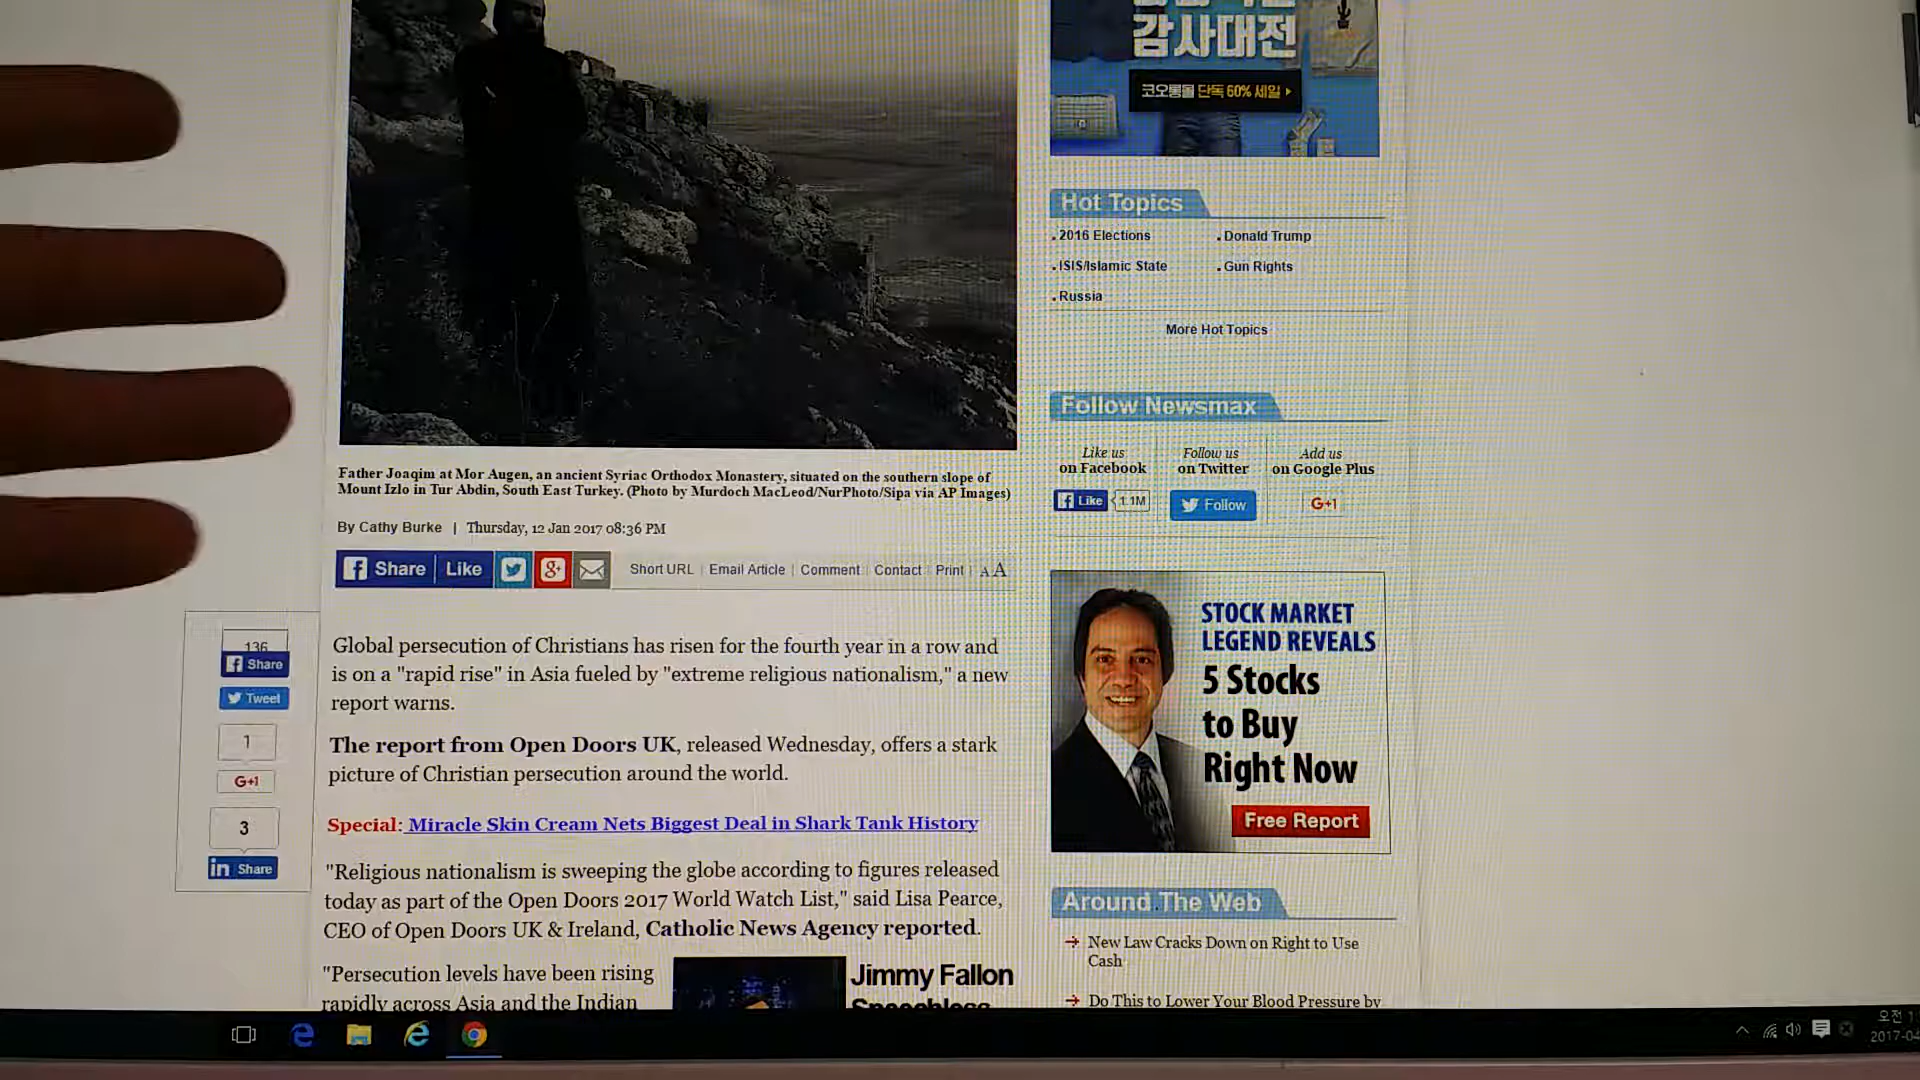 감사대전
코오롱몰 단독 60% 세일
Hot Topics
2016 Elections
Donald Trump
ISIS/Islamic State
Gun Rights
Russia
More Hot Topics
Follow Newsmax
Like us
on Facebook
Follow us
on Twitter
Add us
on Google Plus
Like
1.1M
Follow
G+1
Father Joaqim at Mor Augen, an ancient Syriac Orthodox Monastery, situated on the southern slope of
Mount Izlo in Tur Abdin, South East Turkey. (Photo by Murdoch MacLeod/NurPhoto/Sipa via AP Images)
By Cathy Burke | Thursday, 12 Jan 2017 08:36 PM
Share Like
Short URL | Email Article | Comment | Contact | Print | A A
136
Share
Tweet
1
G+1
3
in Share
Global persecution of Christians has risen for the fourth year in a row and
is on a "rapid rise" in Asia fueled by "extreme religious nationalism," a new
report warns.
The report from Open Doors UK, released Wednesday, offers a stark
picture of Christian persecution around the world.
Special: Miracle Skin Cream Nets Biggest Deal in Shark Tank History
"Religious nationalism is sweeping the globe according to figures released
today as part of the Open Doors 2017 World Watch List," said Lisa Pearce,
CEO of Open Doors UK & Ireland, Catholic News Agency reported.
"Persecution levels have been rising
rapidly across Asia and the Indian
Jimmy Fallon
Speechless
STOCK MARKET
LEGEND REVEALS
5 Stocks
to Buy
Right Now
Free Report
Around The Web
New Law Cracks Down on Right to Use
Cash
Do This to Lower Your Blood Pressure by
오전 1
2017-04